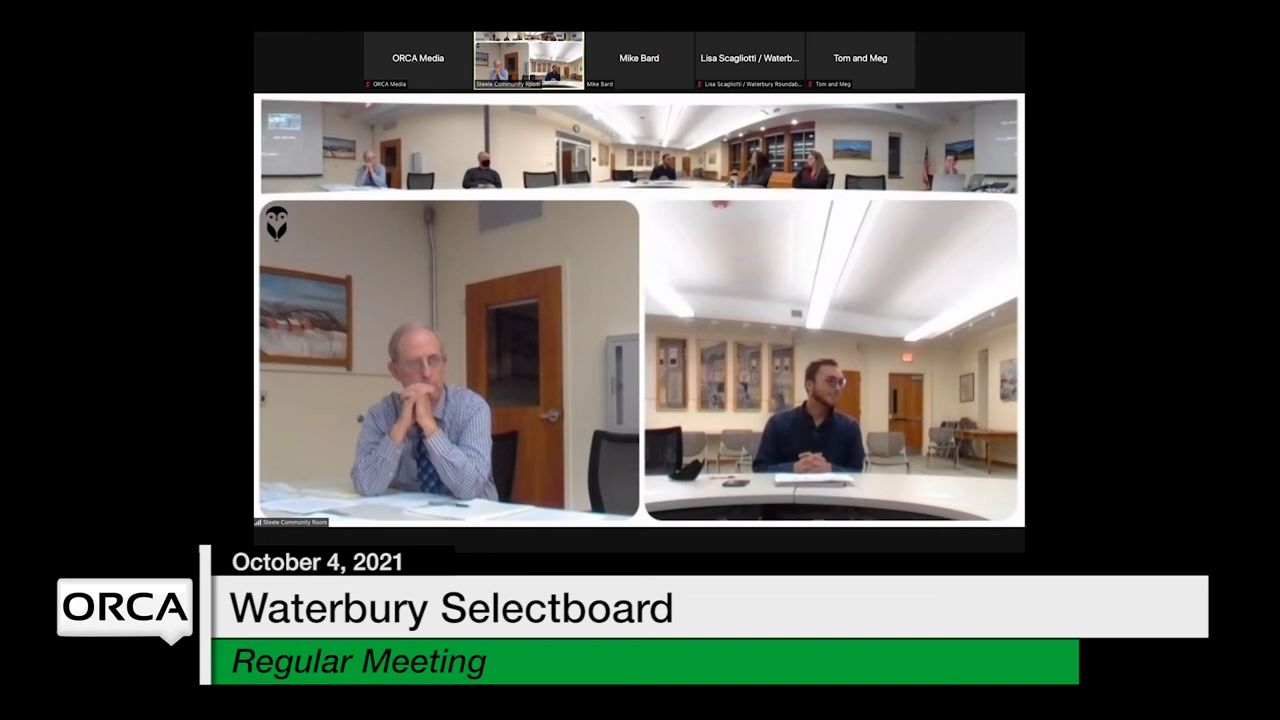 ORCA Media
Mike Bard
Lisa Scagliotti / Waterb...
Tom and Meg
ORCA Media
Steele Community Room
Mike Bard
Lisa Scagliotti / Waterbury Roundab...
Tom and Meg
Steele Community Room
October 4, 2021
ORCA
Waterbury Selectboard
Regular Meeting